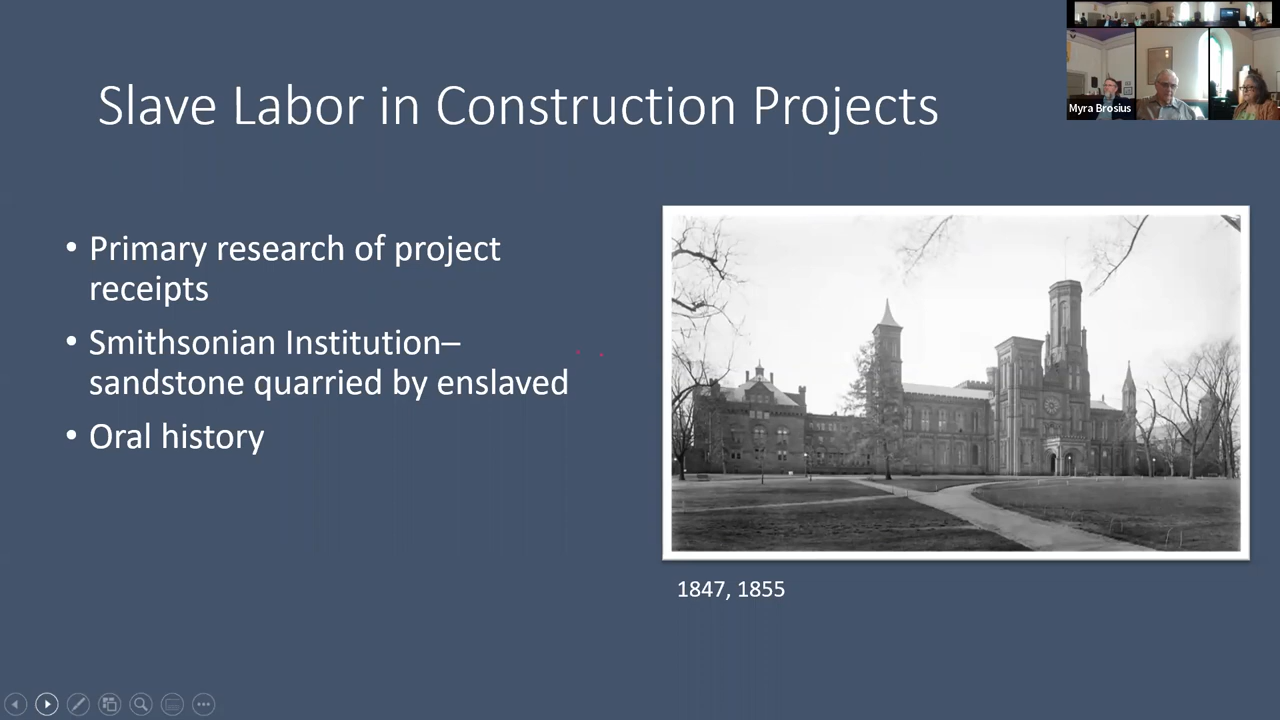 Slave Labor in Construction Projects
Myra Brosius
• Primary research of project
receipts
• Smithsonian Institution–
sandstone quarried by enslaved
• Oral history
1847, 1855